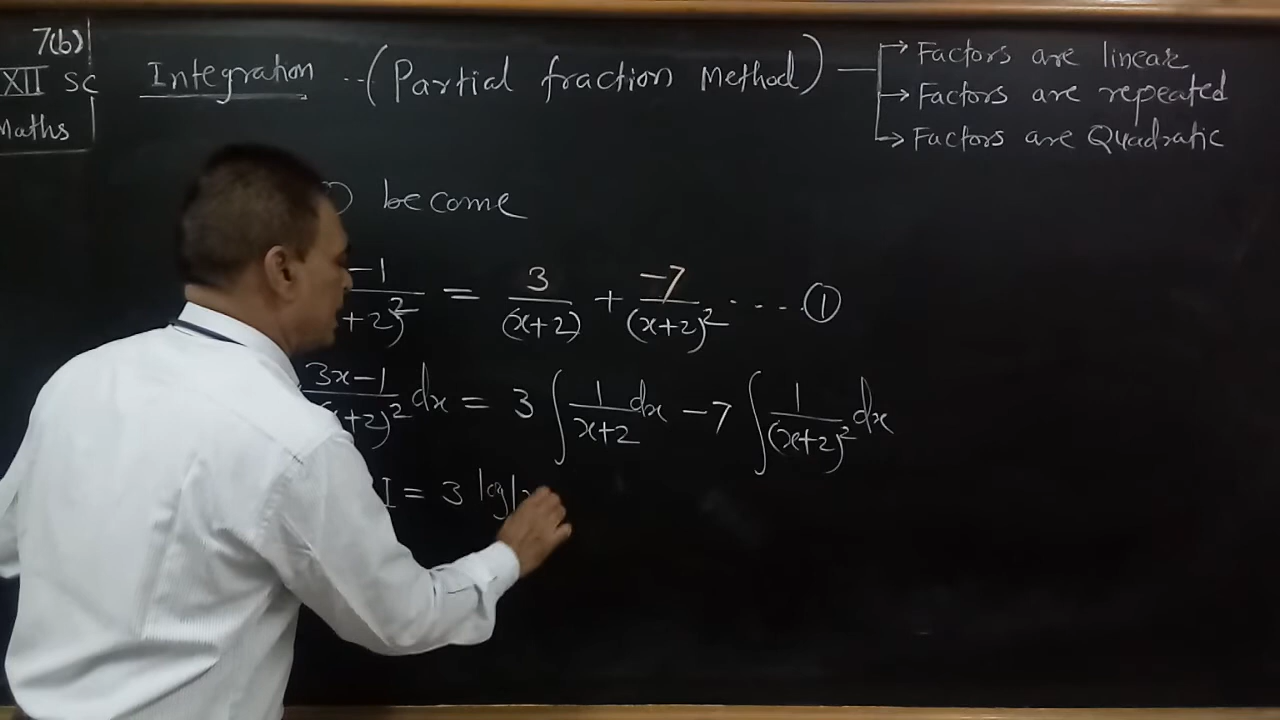 7(b)
XII SC
Maths
Integration --(Partial fraction Method)
→ Factors are linear
→ Factors are repeated
→ Factors are Quadratic
become
-1/( +2)² = 3/(x+2) + -7/(x+2)² ----- ①
3x-1/(x+2)² dx = 3 ∫ 1/x+2 dx - 7 ∫ 1/(x+2)² dx
I = 3 log|x